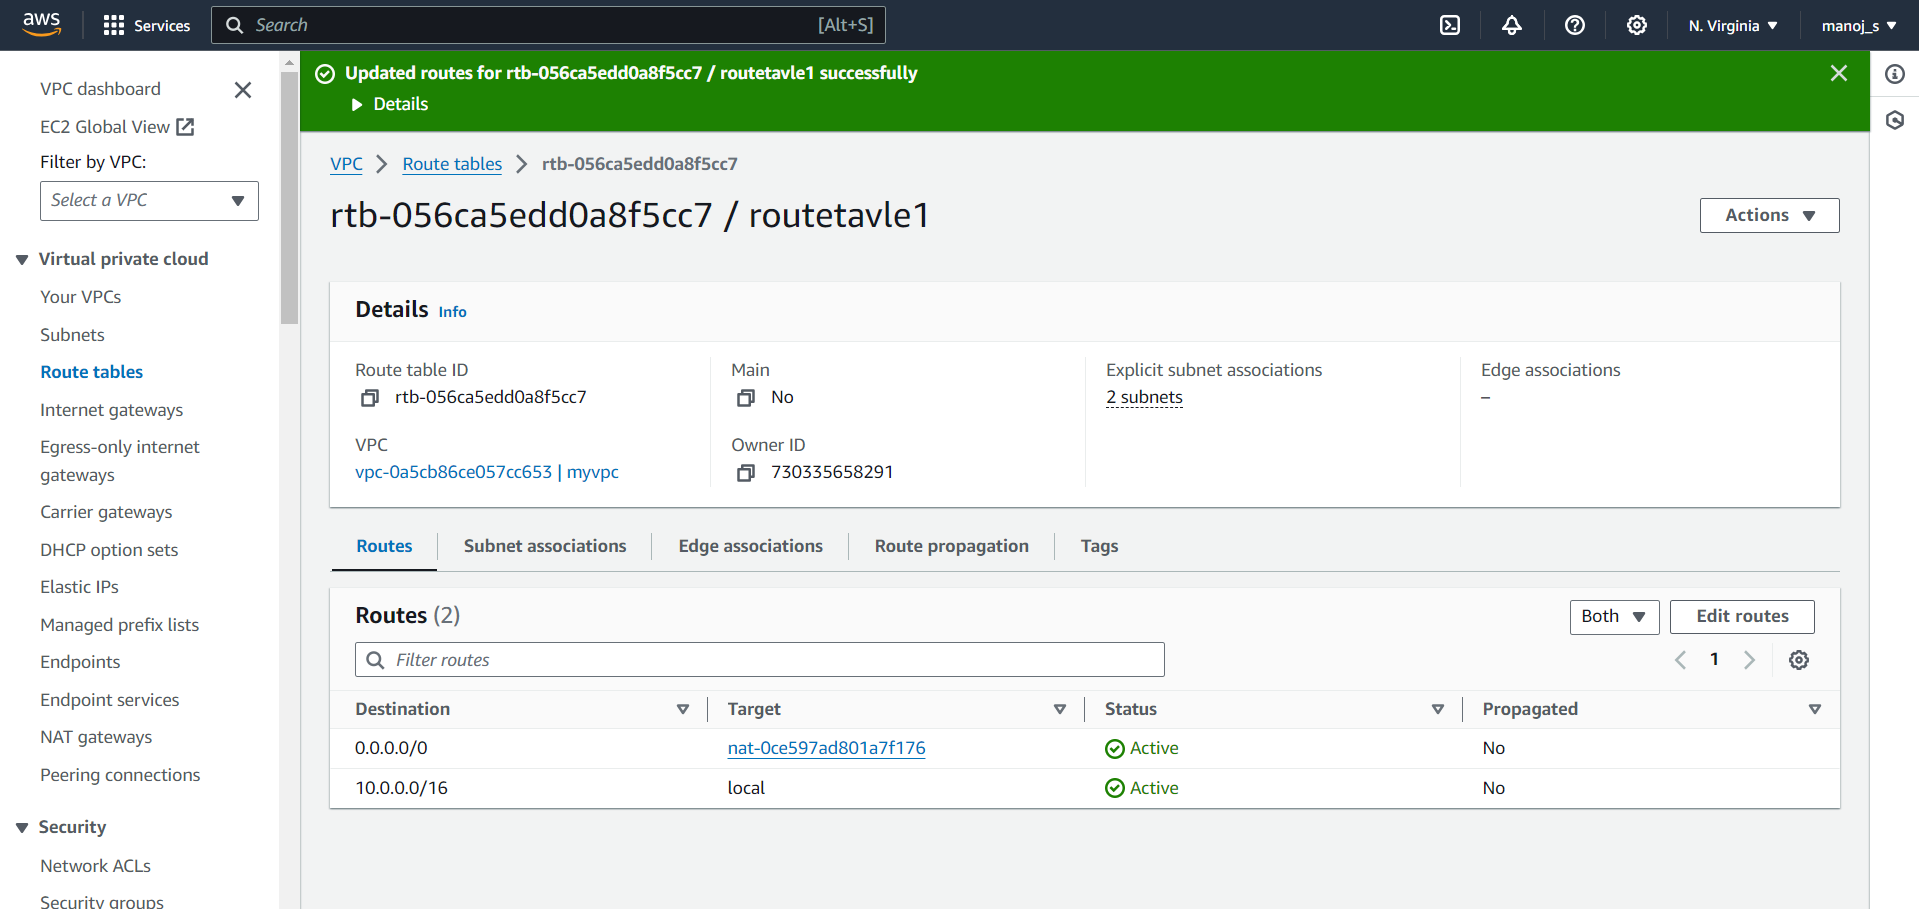 aws
Services
Search
[Alt+S]
N. Virginia
manoj_s
VPC dashboard
EC2 Global View
Filter by VPC:
Select a VPC
Virtual private cloud
Your VPCs
Subnets
Route tables
Internet gateways
Egress-only internet
gateways
Carrier gateways
DHCP option sets
Elastic IPs
Managed prefix lists
Endpoints
Endpoint services
NAT gateways
Peering connections
Security
Network ACLs
Security groups
Updated routes for rtb-056ca5edd0a8f5cc7 / routetavle1 successfully
Details
VPC
Route tables
rtb-056ca5edd0a8f5cc7
rtb-056ca5edd0a8f5cc7 / routetavle1
Actions
Details Info
Route table ID
rtb-056ca5edd0a8f5cc7
Main
No
Explicit subnet associations
2 subnets
Edge associations
–
VPC
vpc-0a5cb86ce057cc653 | myvpc
Owner ID
730335658291
Routes
Subnet associations
Edge associations
Route propagation
Tags
Routes (2)
Both
Edit routes
Filter routes
1
Destination Target Status Propagated
0.0.0.0/0 nat-0ce597ad801a7f176 Active No
10.0.0.0/16 local Active No